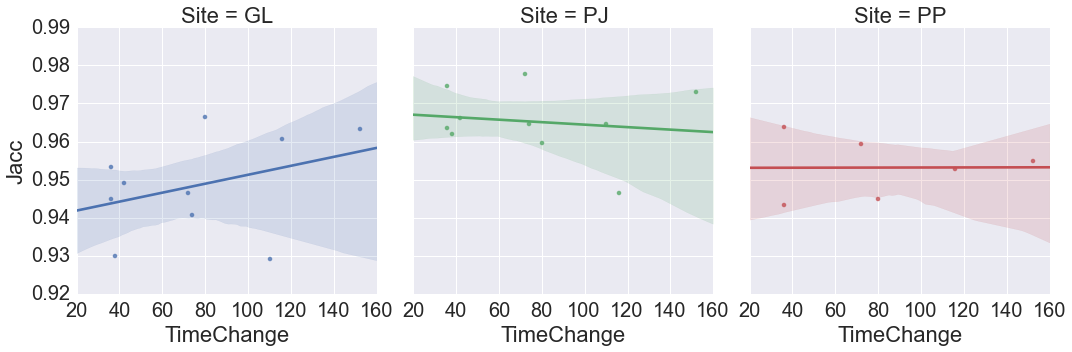 Site = GL
Site = PJ
Site = PP
0.99
0.98
0.97
0.96
0.95
0.94
0.93
0.92
Jacc
20 40 60 80 100 120 140 160
20 40 60 80 100 120 140 160
20 40 60 80 100 120 140 160
TimeChange
TimeChange
TimeChange